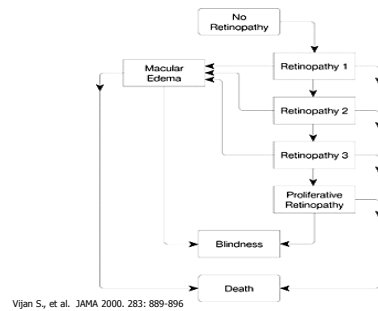 No
Retinopathy
Retinopathy 1
Macular
Edema
Retinopathy 2
Retinopathy 3
Proliferative
Retinopathy
Blindness
Death
Vijan S., et al. JAMA 2000. 283: 889-896